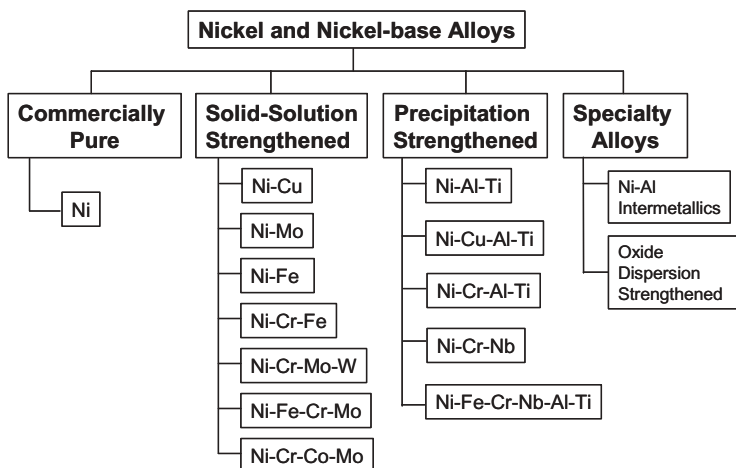 Nickel and Nickel-base Alloys
Commercially
Pure
Ni
Solid-Solution
Strengthened
Ni-Cu
Ni-Mo
Ni-Fe
Ni-Cr-Fe
Ni-Cr-Mo-W
Ni-Fe-Cr-Mo
Ni-Cr-Co-Mo
Precipitation
Strengthened
Ni-Al-Ti
Ni-Cu-Al-Ti
Ni-Cr-Al-Ti
Ni-Cr-Nb
Ni-Fe-Cr-Nb-Al-Ti
Specialty
Alloys
Ni-Al
Intermetallics
Oxide
Dispersion
Strengthened